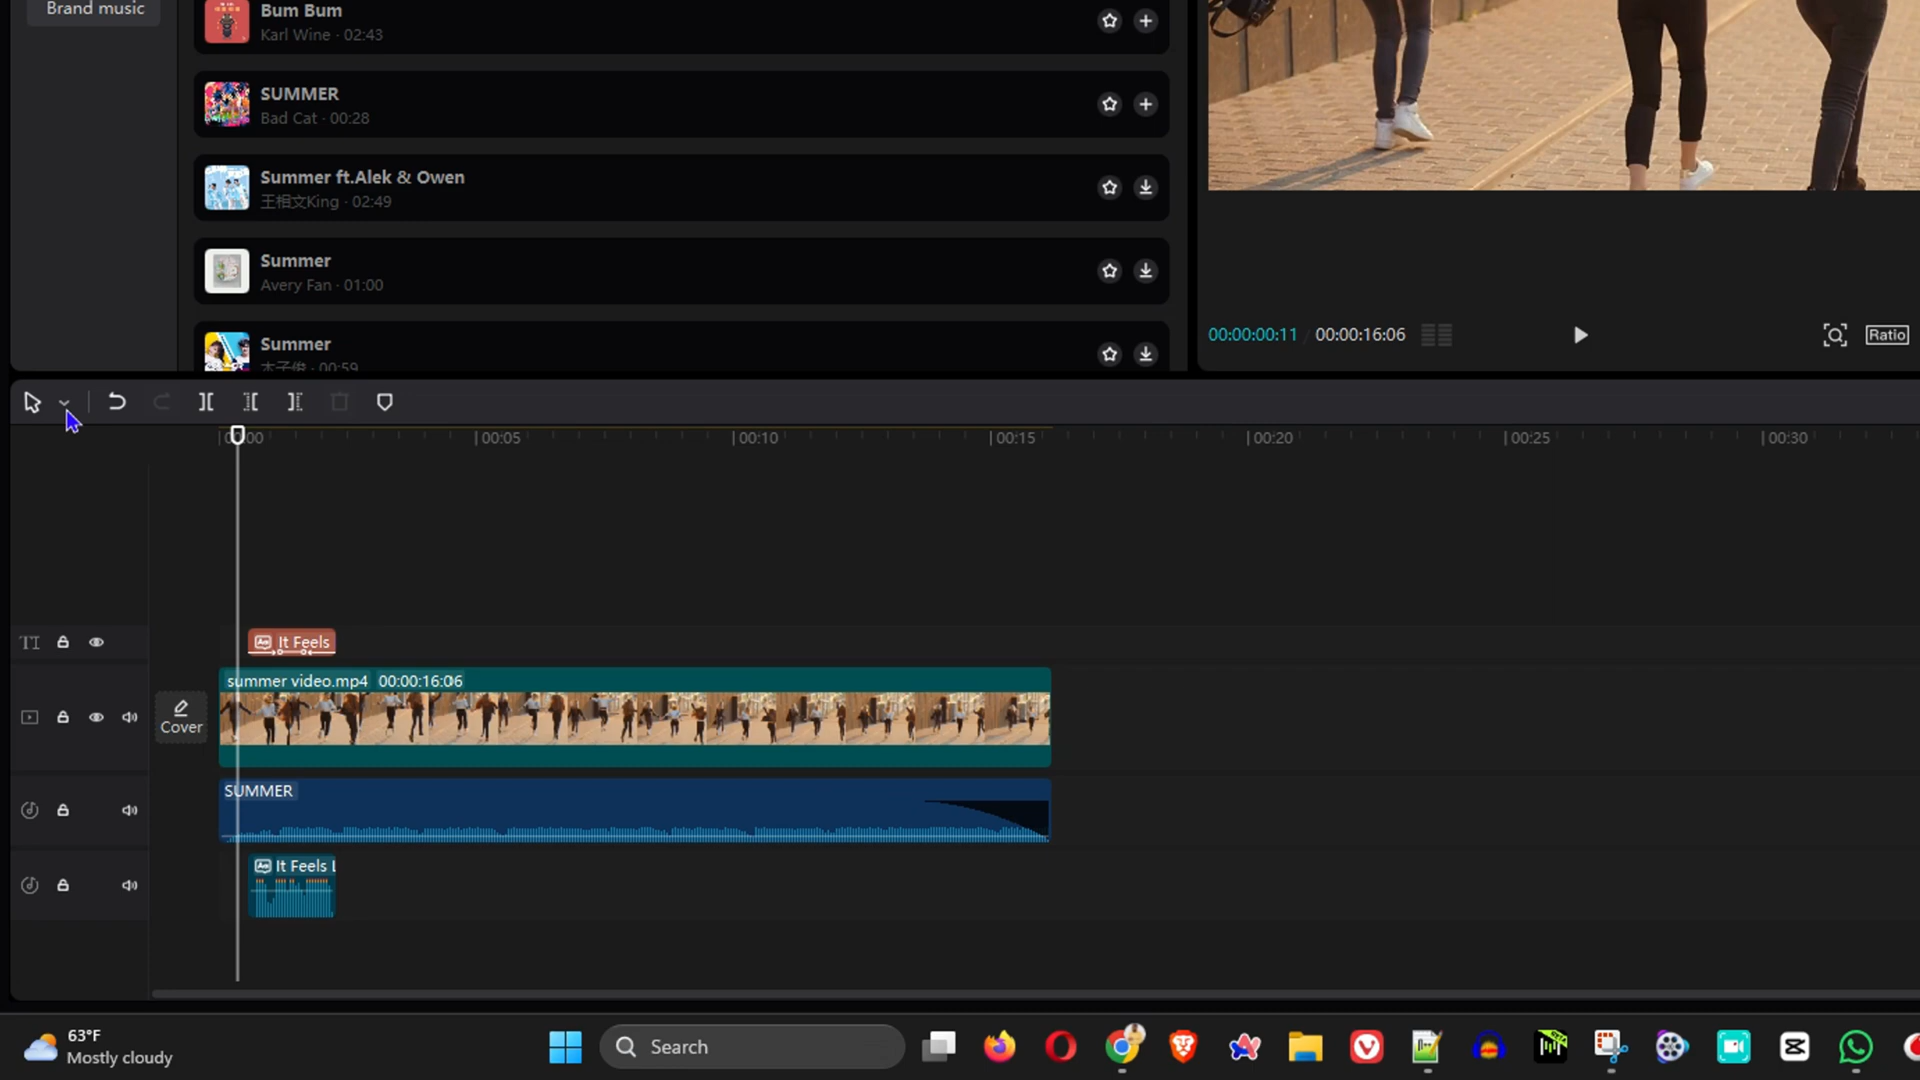 Brand music
Bum Bum
Karl Wine · 02:43
SUMMER
Bad Cat · 00:28
Summer ft.Alek & Owen
王相文King · 02:49
Summer
Avery Fan · 01:00
Summer
00:59
00:00:00:11 / 00:00:16:06
Ratio
00:00
00:05
00:10
00:15
00:20
00:25
00:30
It Feels
summer video.mp4 00:00:16:06
Cover
SUMMER
It Feels L
63°F
Mostly cloudy
Search